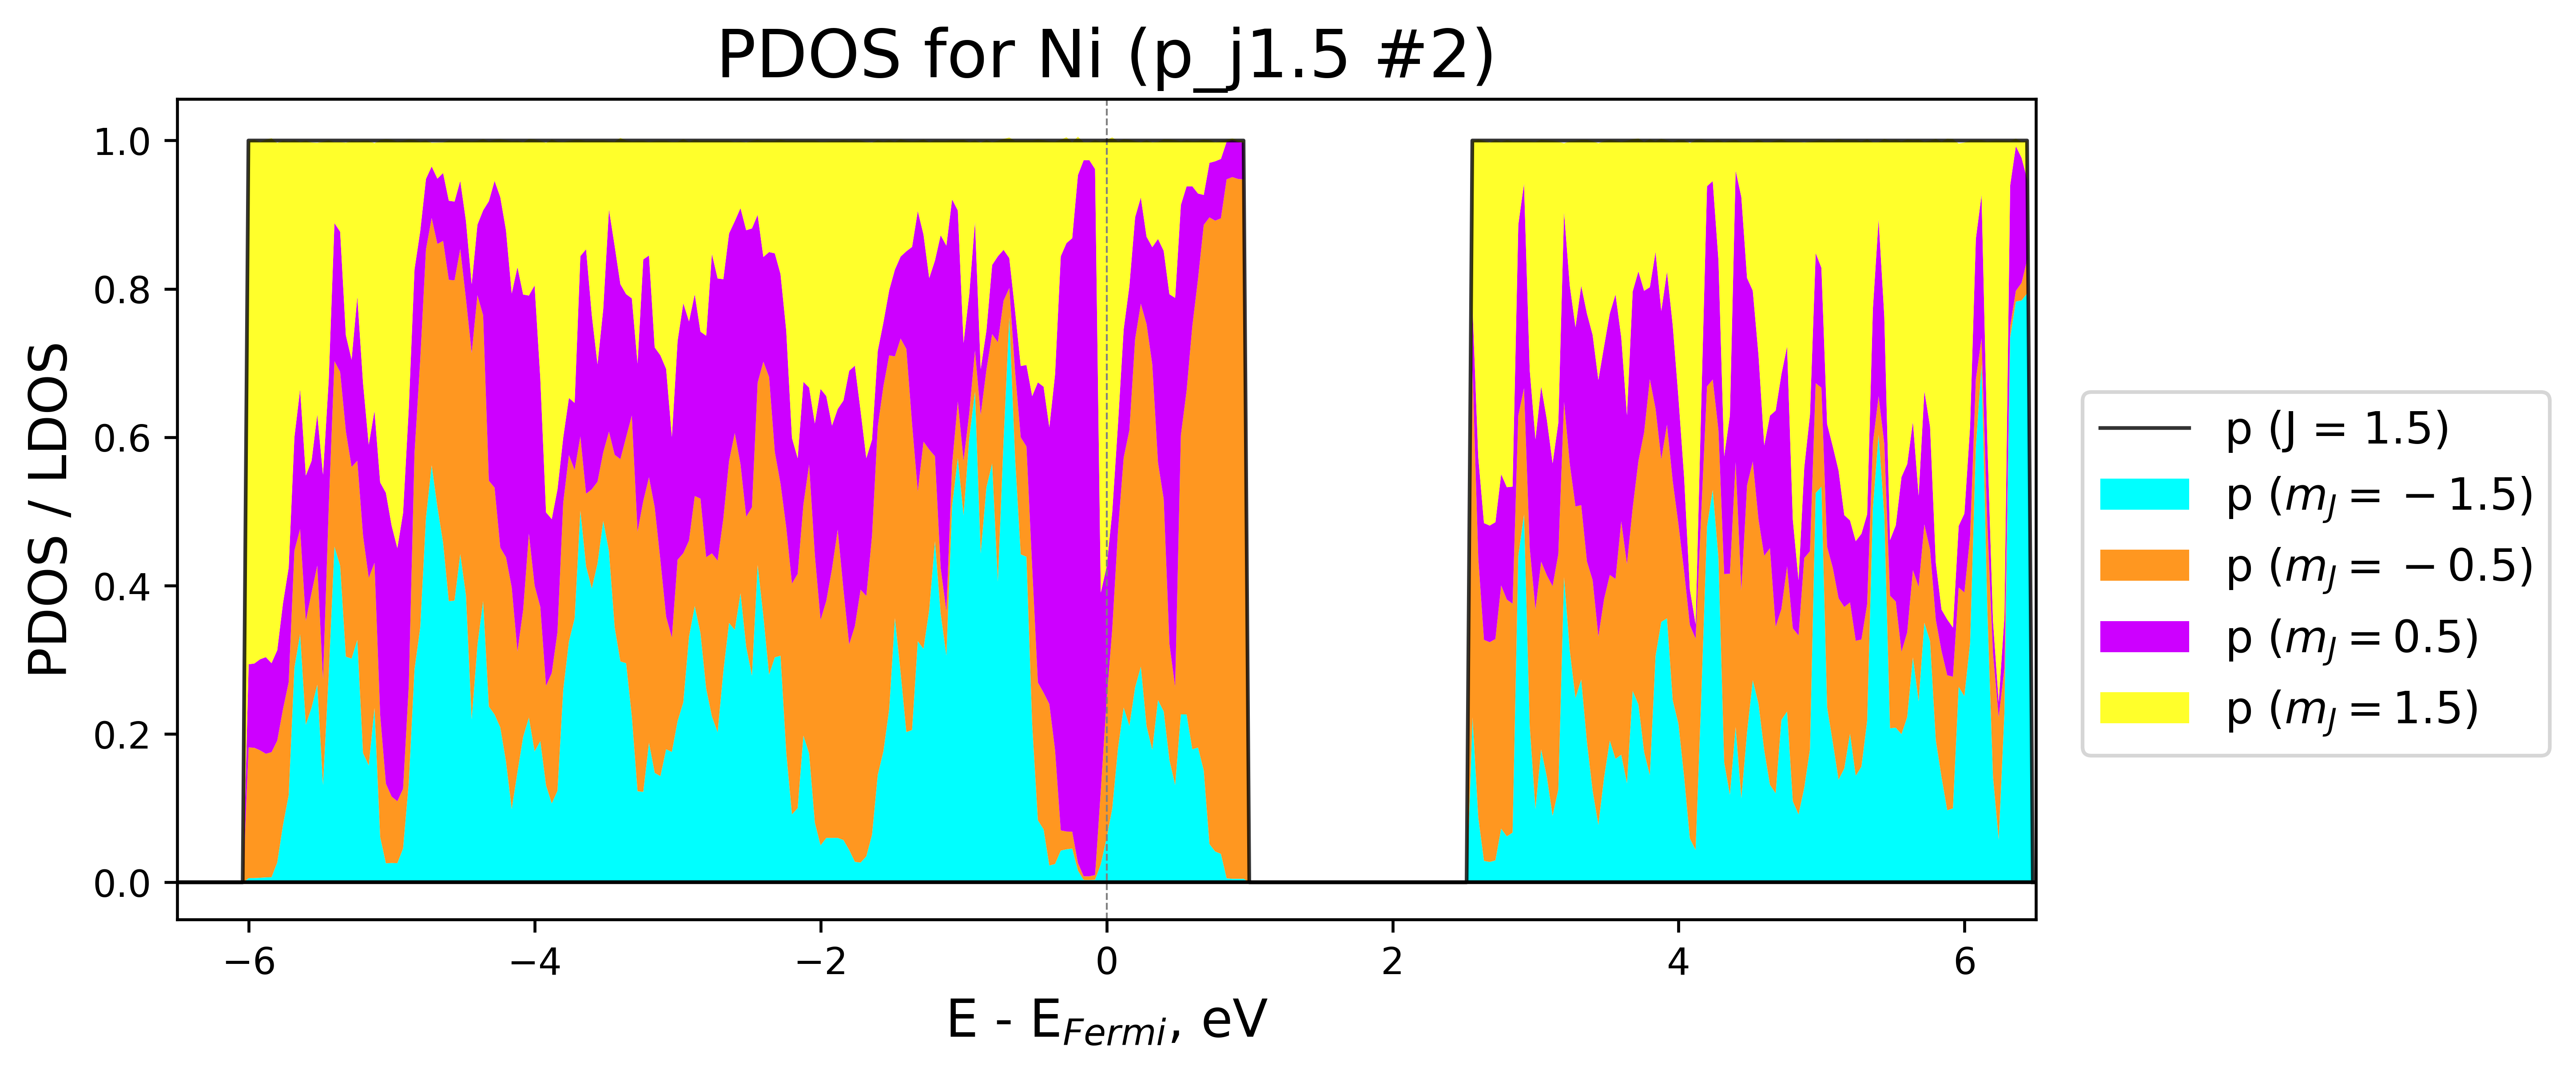 PDOS for Ni (p_j1.5 #2)
PDOS / LDOS
1.0
0.8
0.6
0.4
0.2
0.0
−6 −4 −2 0 2 4 6
E - E_Fermi, eV
p (J = 1.5)
p (m_J = −1.5)
p (m_J = −0.5)
p (m_J = 0.5)
p (m_J = 1.5)